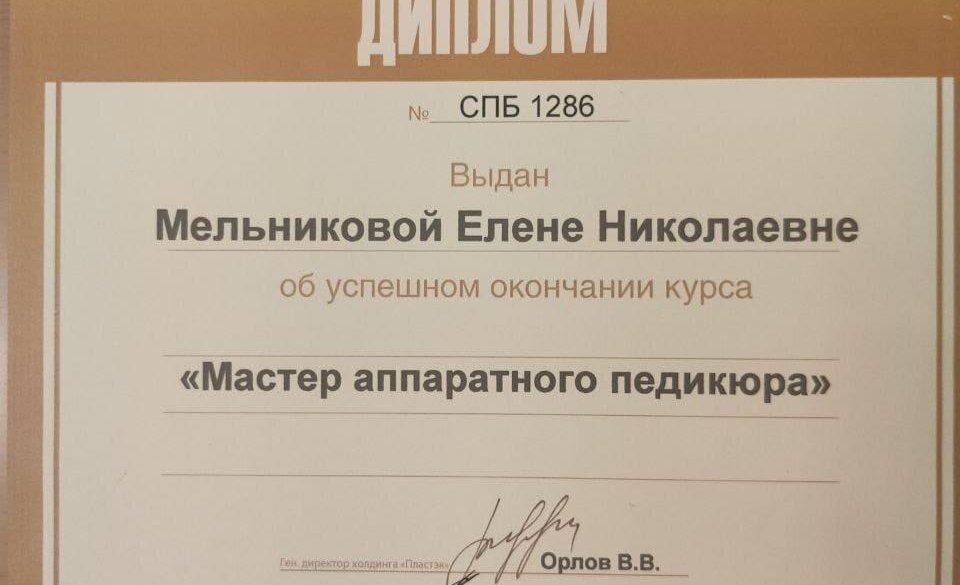 ДИПЛОМ
№ СПБ 1286
Выдан
Мельниковой Елене Николаевне
об успешном окончании курса
«Мастер аппаратного педикюра»
Ген. директор холдинга «Пластэк» Орлов В.В.